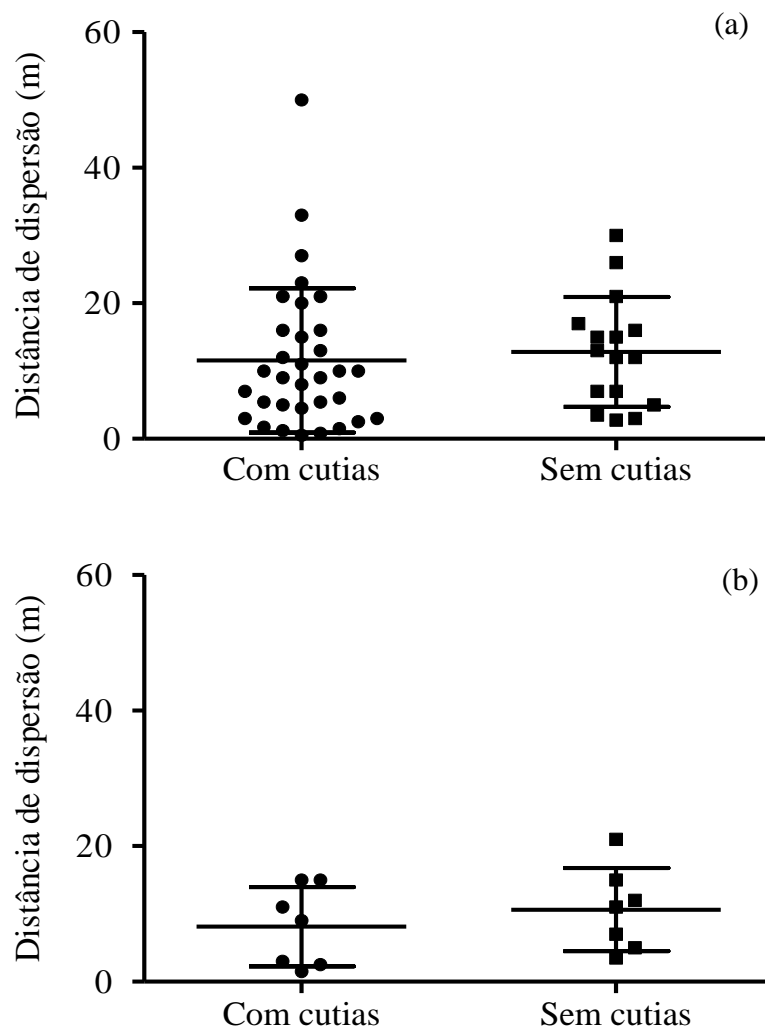 (a)
Distância de dispersão (m)
60
40
20
0
Com cutias Sem cutias
(b)
Distância de dispersão (m)
60
40
20
0
Com cutias Sem cutias